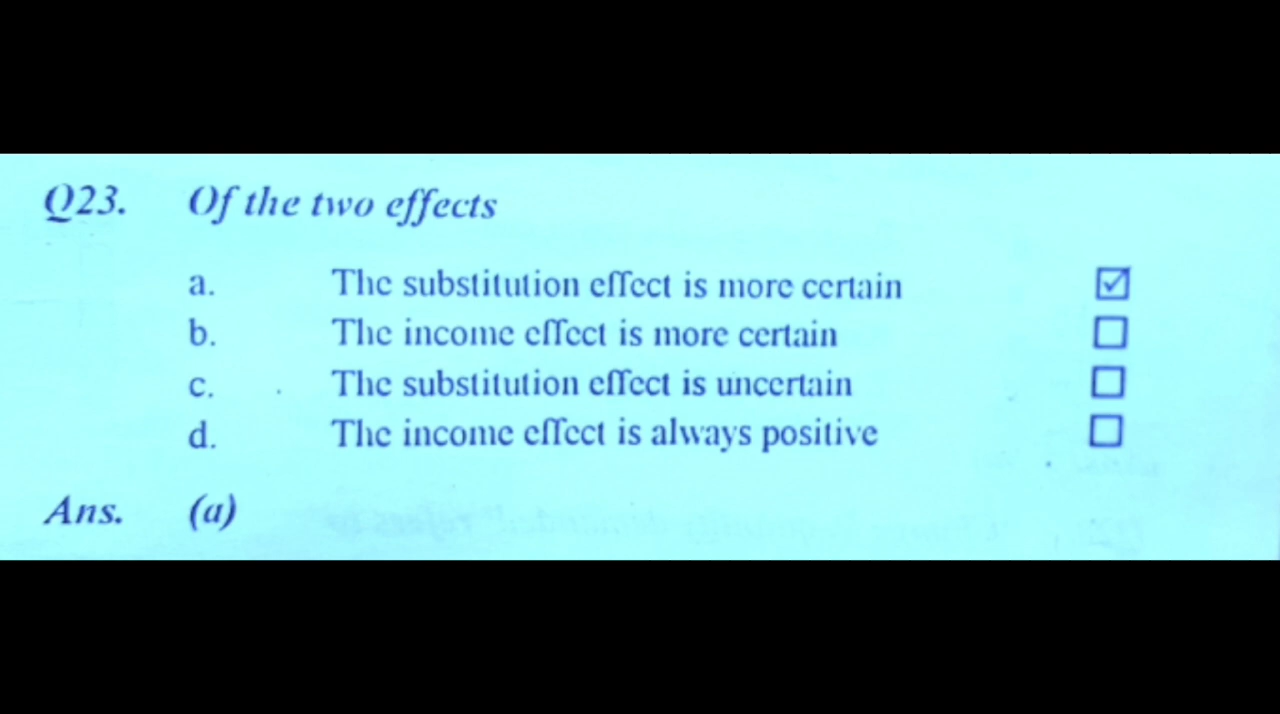 Q23. Of the two effects
a. The substitution effect is more certain
b. The income effect is more certain
c. The substitution effect is uncertain
d. The income effect is always positive
Ans. (a)